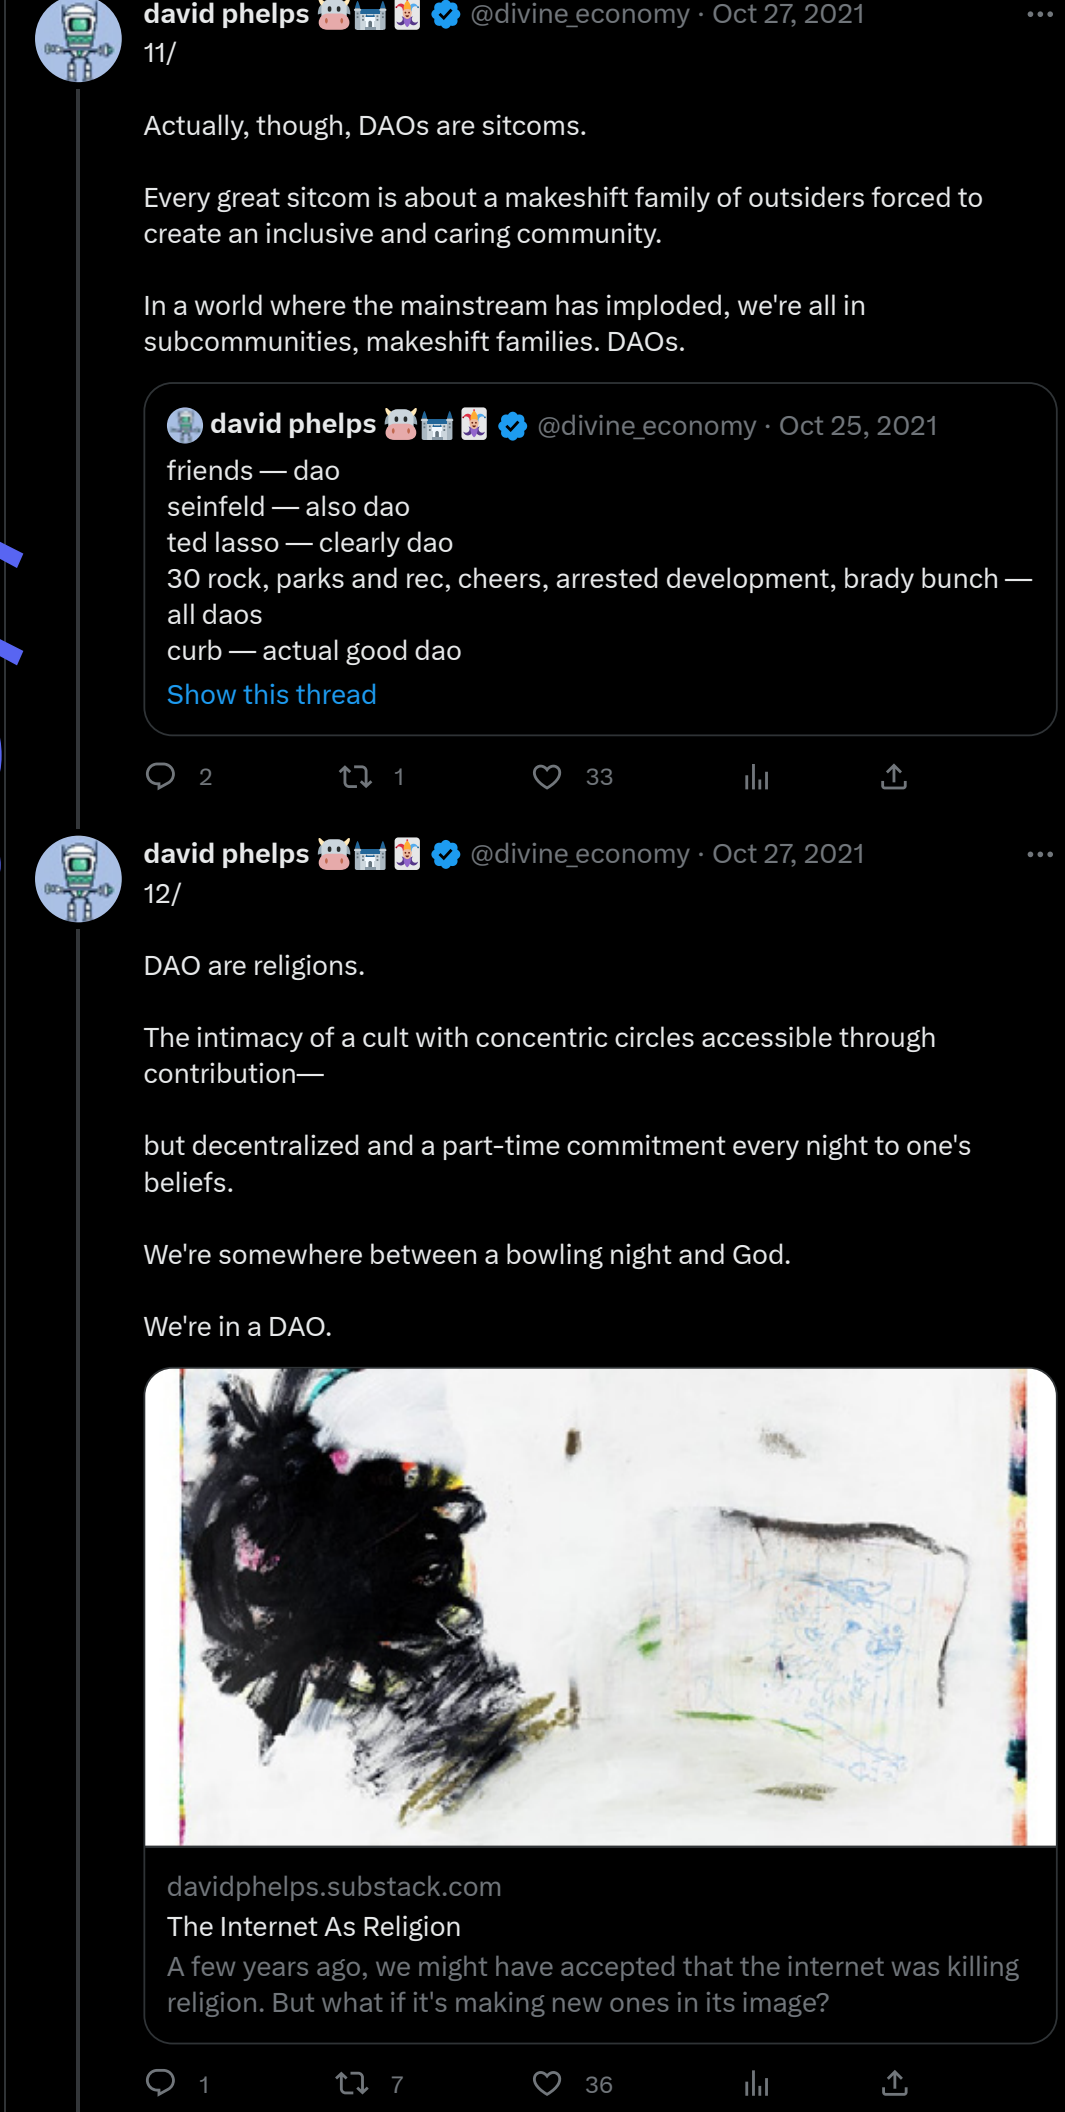 david phelps 🐮🏰🃏 @divine_economy · Oct 27, 2021
11/
Actually, though, DAOs are sitcoms.
Every great sitcom is about a makeshift family of outsiders forced to
create an inclusive and caring community.
In a world where the mainstream has imploded, we're all in
subcommunities, makeshift families. DAOs.
david phelps 🐮🏰🃏 @divine_economy · Oct 25, 2021
friends — dao
seinfeld — also dao
ted lasso — clearly dao
30 rock, parks and rec, cheers, arrested development, brady bunch —
all daos
curb — actual good dao
Show this thread
2 1 33
david phelps 🐮🏰🃏 @divine_economy · Oct 27, 2021
12/
DAO are religions.
The intimacy of a cult with concentric circles accessible through
contribution—
but decentralized and a part-time commitment every night to one's
beliefs.
We're somewhere between a bowling night and God.
We're in a DAO.
davidphelps.substack.com
The Internet As Religion
A few years ago, we might have accepted that the internet was killing
religion. But what if it's making new ones in its image?
1 7 36